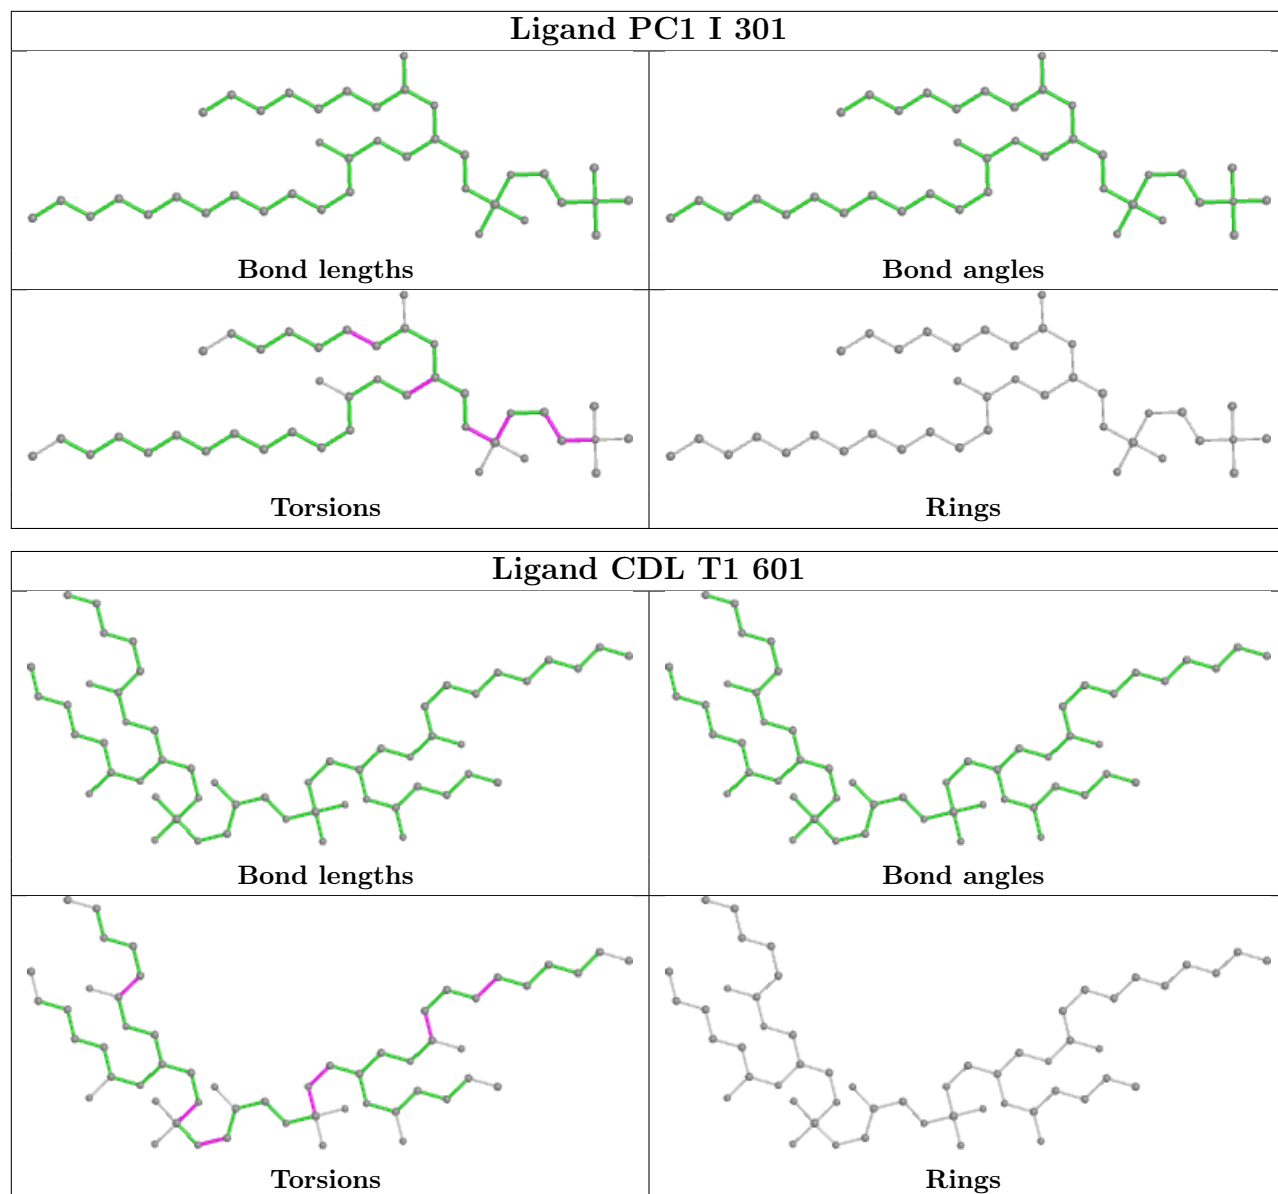 Ligand PC1 I 301
Bond lengths
Bond angles
Torsions
Rings
Ligand CDL T1 601
Bond lengths
Bond angles
Torsions
Rings